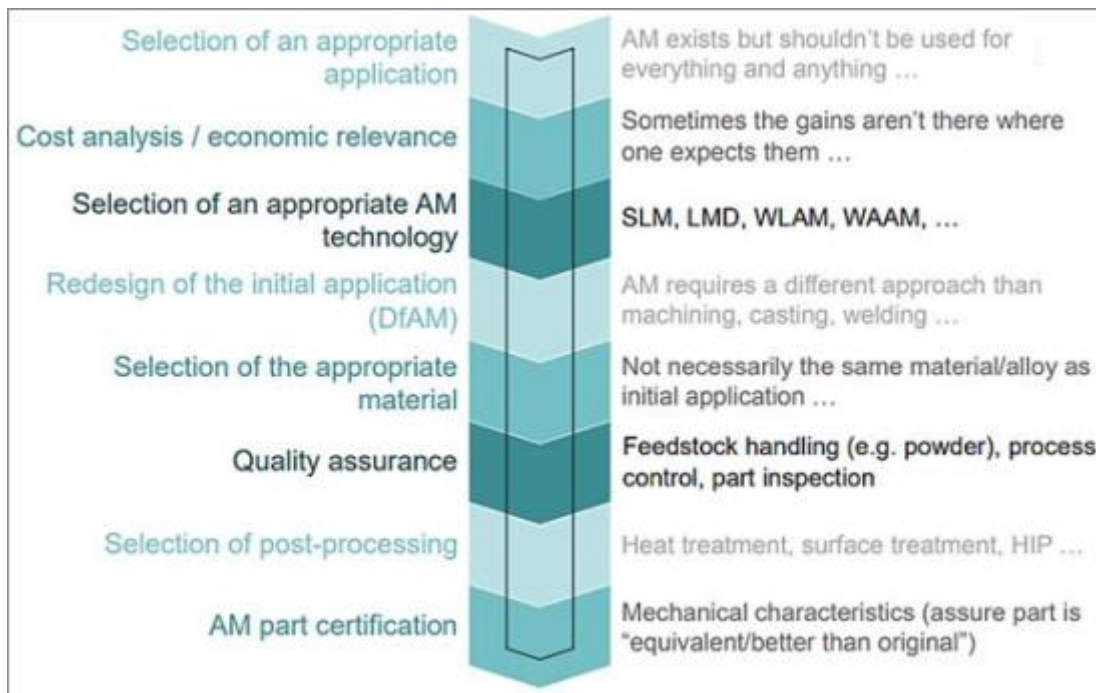 Selection of an appropriate
application
AM exists but shouldn't be used for
everything and anything …
Cost analysis / economic relevance
Sometimes the gains aren't there where
one expects them …
Selection of an appropriate AM
technology
SLM, LMD, WLAM, WAAM, …
Redesign of the initial application
(DfAM)
AM requires a different approach than
machining, casting, welding …
Selection of the appropriate
material
Not necessarily the same material/alloy as
initial application …
Quality assurance
Feedstock handling (e.g. powder), process
control, part inspection
Selection of post-processing
Heat treatment, surface treatment, HIP …
AM part certification
Mechanical characteristics (assure part is
“equivalent/better than original”)